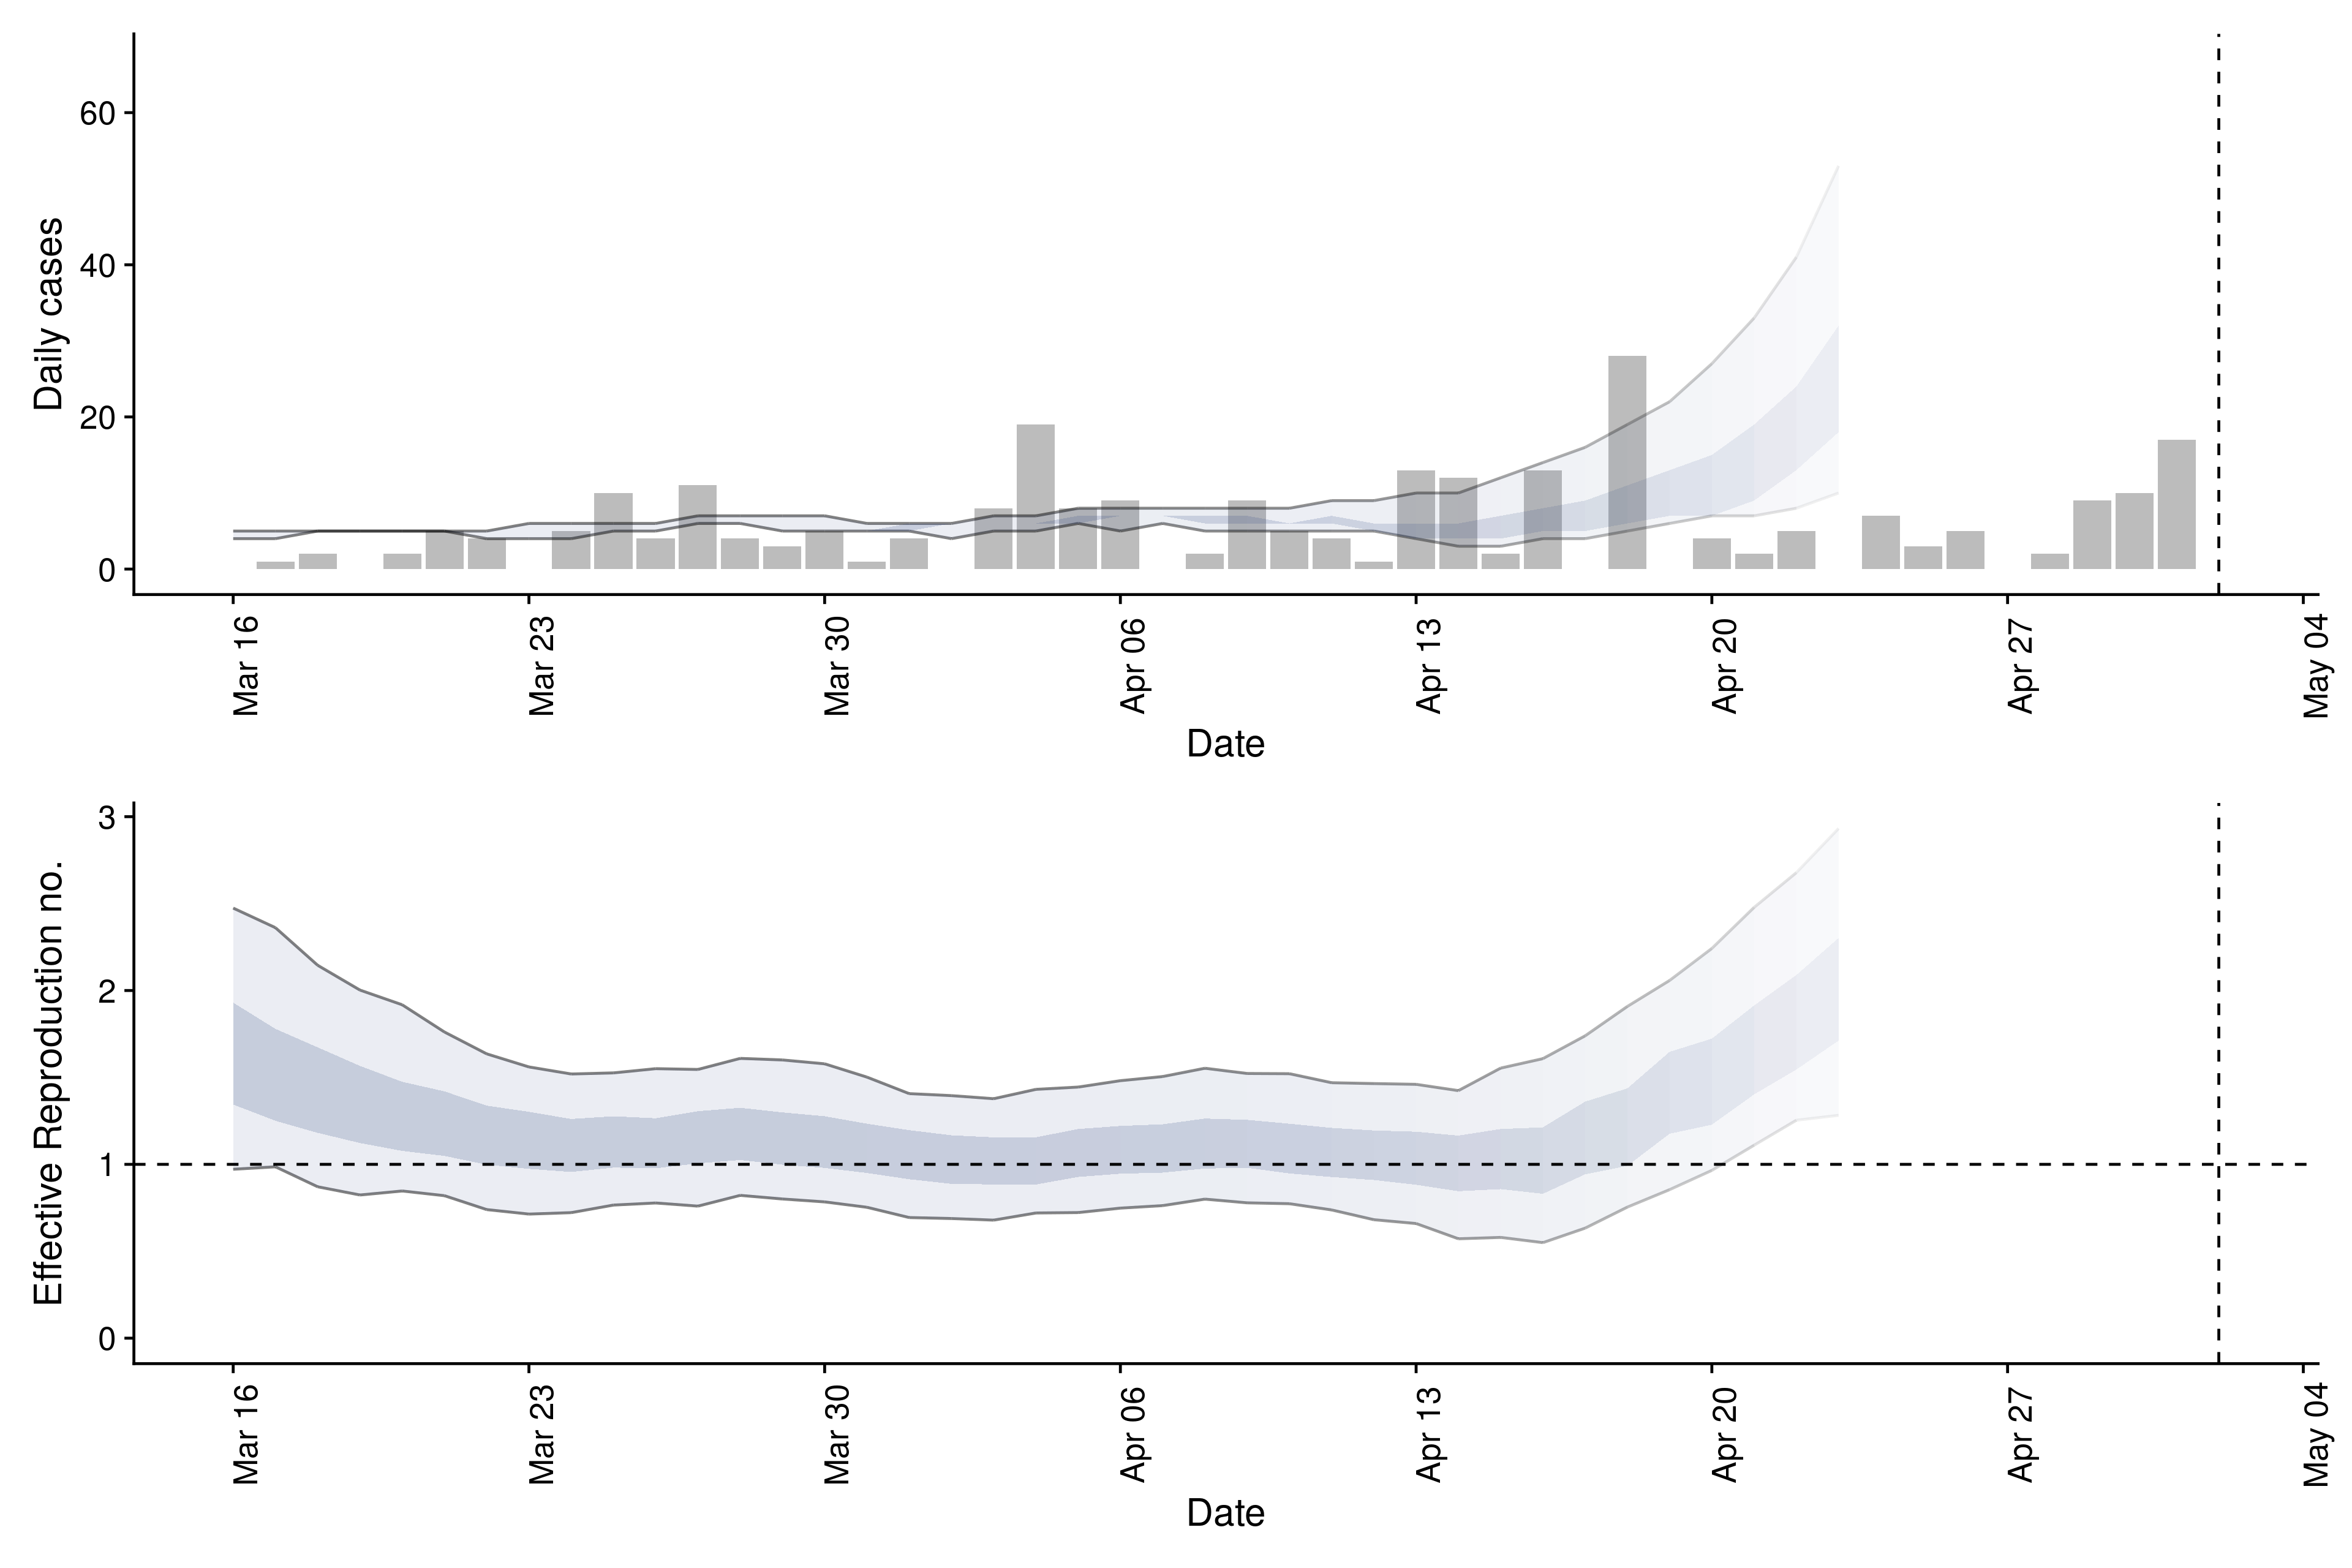 Daily cases
60
40
20
0
Mar 16
Mar 23
Mar 30
Apr 06
Apr 13
Apr 20
Apr 27
May 04
Date
Effective Reproduction no.
3
2
1
0
Mar 16
Mar 23
Mar 30
Apr 06
Apr 13
Apr 20
Apr 27
May 04
Date